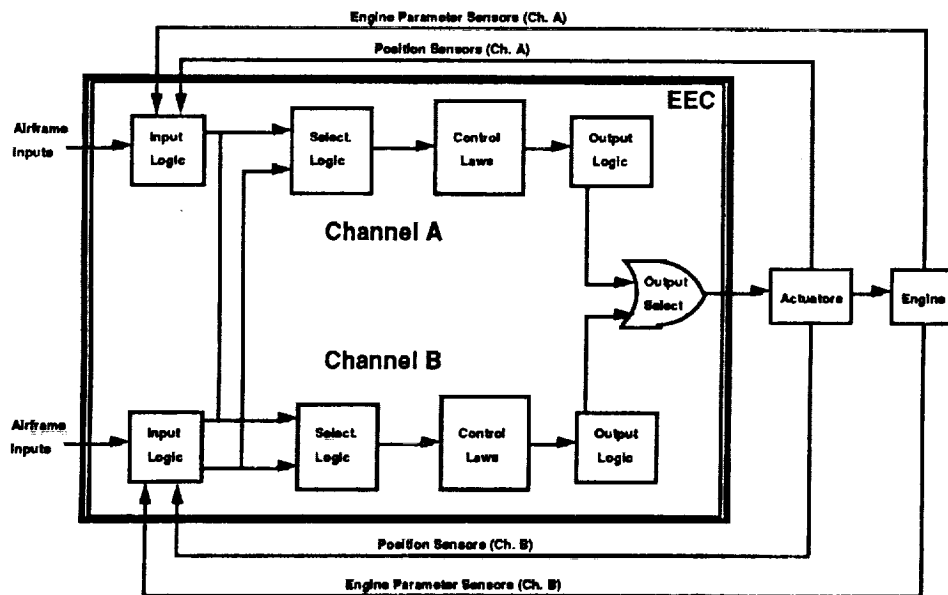 Engine Parameter Sensors (Ch. A)
Position Sensors (Ch. A)
EEC
Airframe
Inputs
Input
Logic
Select.
Logic
Control
Laws
Output
Logic
Channel A
Output
Select
Actuators
Engine
Channel B
Airframe
Inputs
Input
Logic
Select.
Logic
Control
Laws
Output
Logic
Position Sensors (Ch. B)
Engine Parameter Sensors (Ch. B)